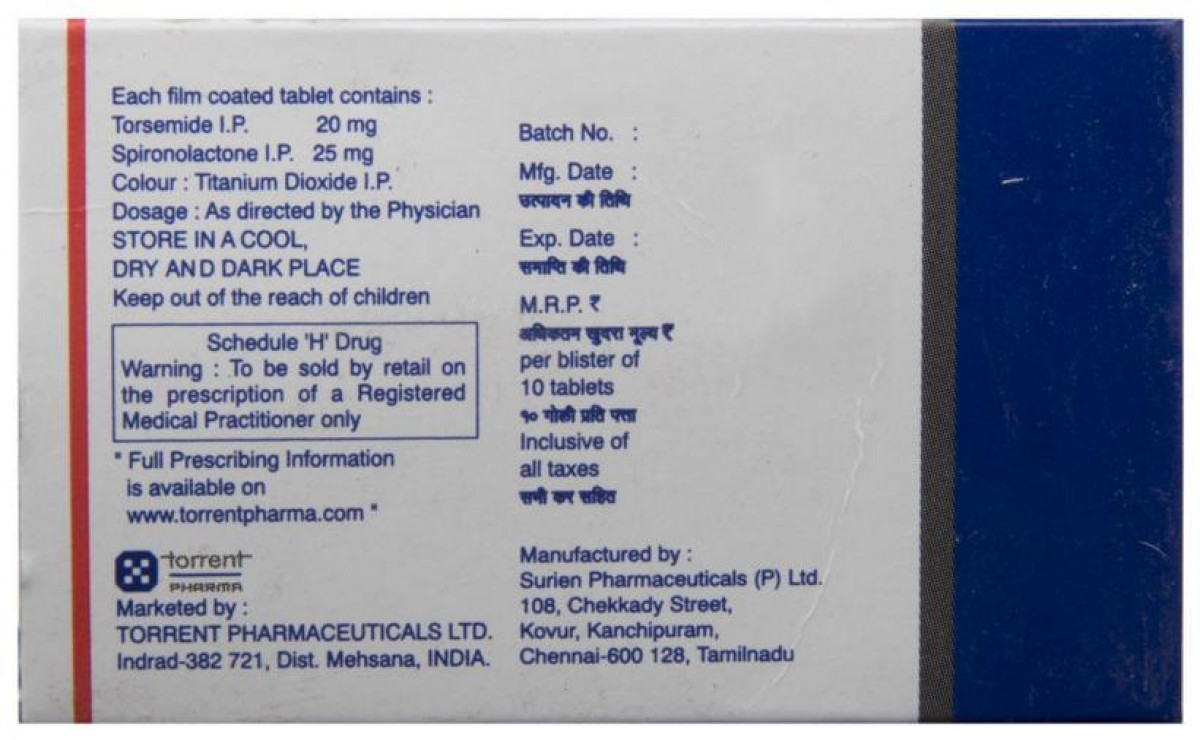 Each film coated tablet contains :
Torsemide I.P. 20 mg
Spironolactone I.P. 25 mg
Colour : Titanium Dioxide I.P.
Dosage : As directed by the Physician
STORE IN A COOL,
DRY AND DARK PLACE
Keep out of the reach of children
Schedule 'H' Drug
Warning : To be sold by retail on
the prescription of a Registered
Medical Practitioner only
" Full Prescribing Information
is available on
www.torrentpharma.com "
torrent
PHARMA
Marketed by :
TORRENT PHARMACEUTICALS LTD.
Indrad-382 721, Dist. Mehsana, INDIA.
Batch No. :
Mfg. Date :
उत्पादन की तिथि
Exp. Date :
समाप्ति की तिथि
M.R.P. ₹
अधिकतम खुदरा मूल्य ₹
per blister of
10 tablets
१० गोली प्रति पत्ता
Inclusive of
all taxes
सभी कर सहित
Manufactured by :
Surien Pharmaceuticals (P) Ltd.
108, Chekkady Street,
Kovur, Kanchipuram,
Chennai-600 128, Tamilnadu